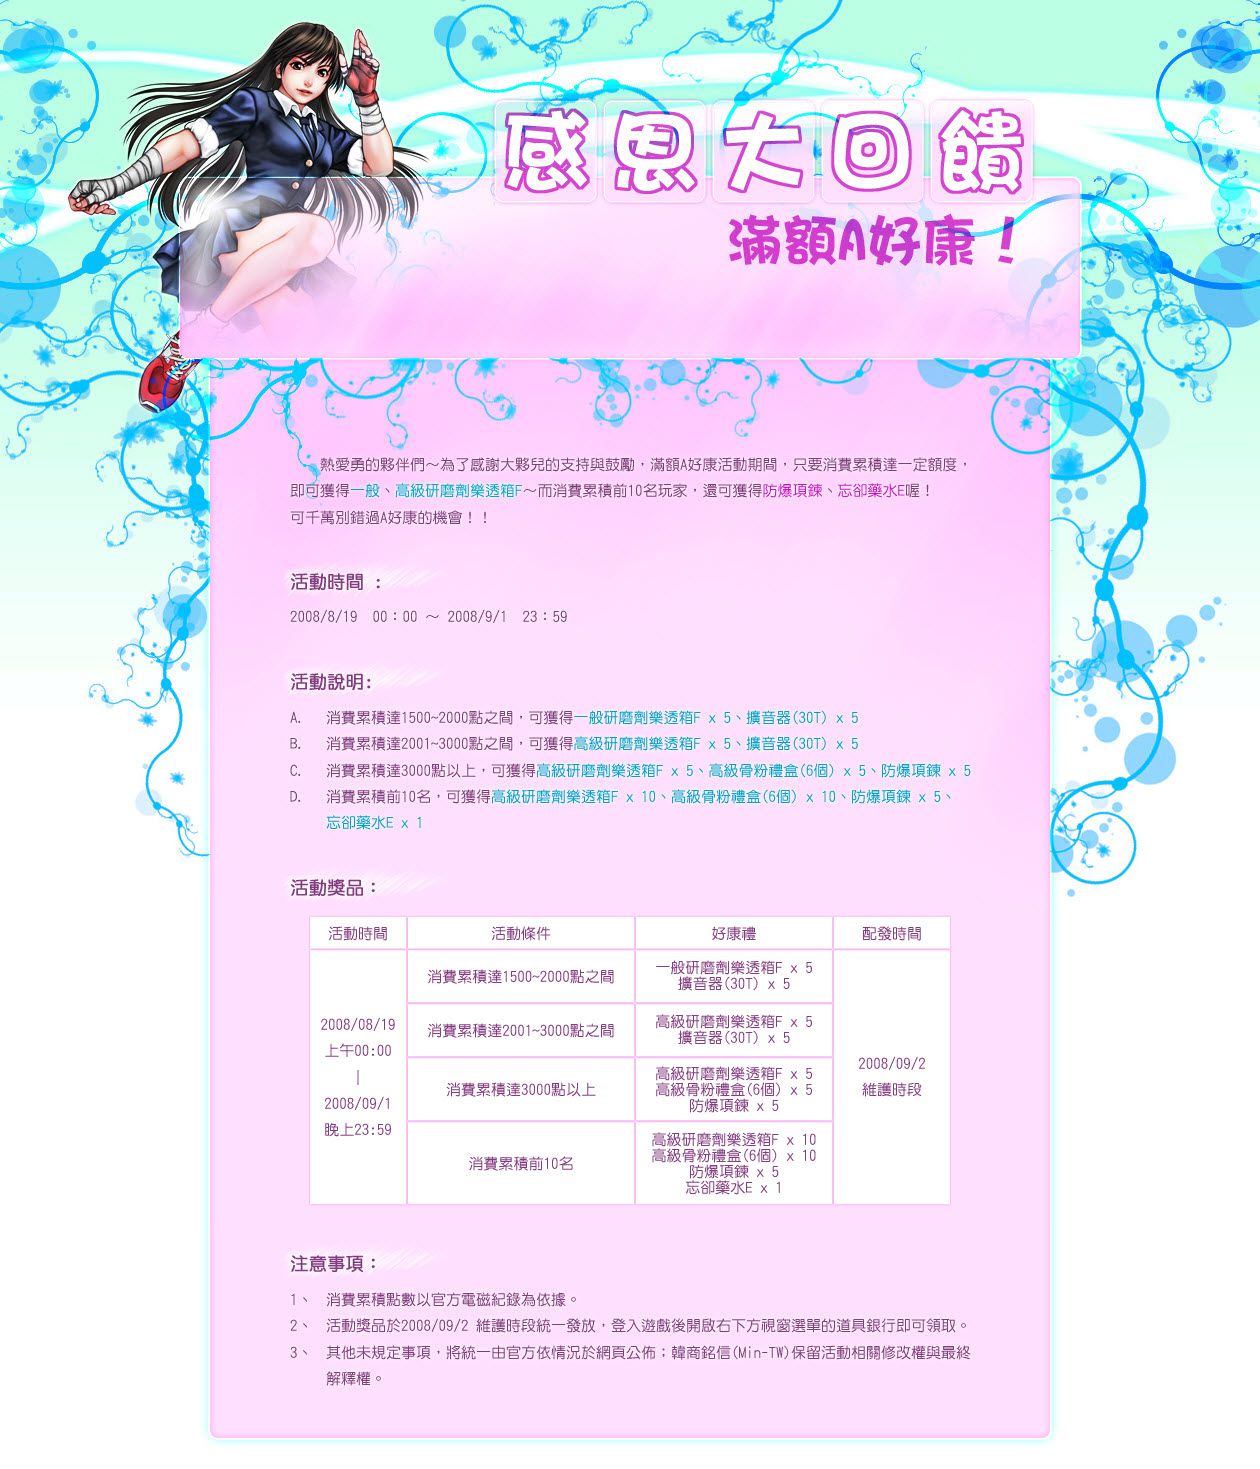 感恩大回饋
滿額A好康！
熱愛勇的夥伴們～為了感謝大夥兒的支持與鼓勵，滿額A好康活動期間，只要消費累積達一定額度，
即可獲得一般、高級研磨劑樂透箱F～而消費累積前10名玩家，還可獲得防爆項鍊、忘卻藥水E喔！
可千萬別錯過A好康的機會！！
活動時間 ：
2008/8/19 00：00 ～ 2008/9/1 23：59
活動說明:
A. 消費累積達1500~2000點之間，可獲得一般研磨劑樂透箱F x 5、擴音器(30T) x 5
B. 消費累積達2001~3000點之間，可獲得高級研磨劑樂透箱F x 5、擴音器(30T) x 5
C. 消費累積達3000點以上，可獲得高級研磨劑樂透箱F x 5、高級骨粉禮盒(6個) x 5、防爆項鍊 x 5
D. 消費累積前10名，可獲得高級研磨劑樂透箱F x 10、高級骨粉禮盒(6個) x 10、防爆項鍊 x 5、
忘卻藥水E x 1
活動獎品：
活動時間 活動條件 好康禮 配發時間
2008/08/19
上午00:00
|
2008/09/1
晚上23:59
消費累積達1500~2000點之間
一般研磨劑樂透箱F x 5
擴音器(30T) x 5
消費累積達2001~3000點之間
高級研磨劑樂透箱F x 5
擴音器(30T) x 5
消費累積達3000點以上
高級研磨劑樂透箱F x 5
高級骨粉禮盒(6個) x 5
防爆項鍊 x 5
消費累積前10名
高級研磨劑樂透箱F x 10
高級骨粉禮盒(6個) x 10
防爆項鍊 x 5
忘卻藥水E x 1
2008/09/2
維護時段
注意事項：
1、 消費累積點數以官方電磁紀錄為依據。
2、 活動獎品於2008/09/2 維護時段統一發放，登入遊戲後開啟右下方視窗選單的道具銀行即可領取。
3、 其他未規定事項，將統一由官方依情況於網頁公佈；韓商銘信(Min-TW)保留活動相關修改權與最終
解釋權。